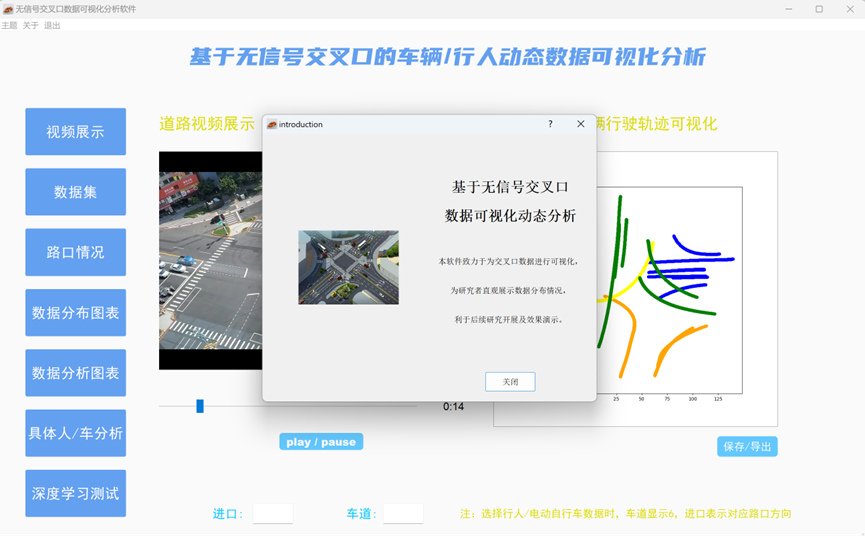 无信号交叉口数据可视化分析软件
主题 关于 退出
基于无信号交叉口的车辆/行人动态数据可视化分析
视频展示
数据集
路口情况
数据分布图表
数据分析图表
具体人/车分析
深度学习测试
道路视频展示
辆行驶轨迹可视化
introduction
?
基于无信号交叉口
数据可视化动态分析
本软件致力于为交叉口数据进行可视化，
为研究者直观展示数据分布情况，
利于后续研究开展及效果演示。
关闭
25 50 75 100 125
0:14
play / pause
保存/导出
进口：
车道：
注：选择行人/电动自行车数据时，车道显示6，进口表示对应路口方向